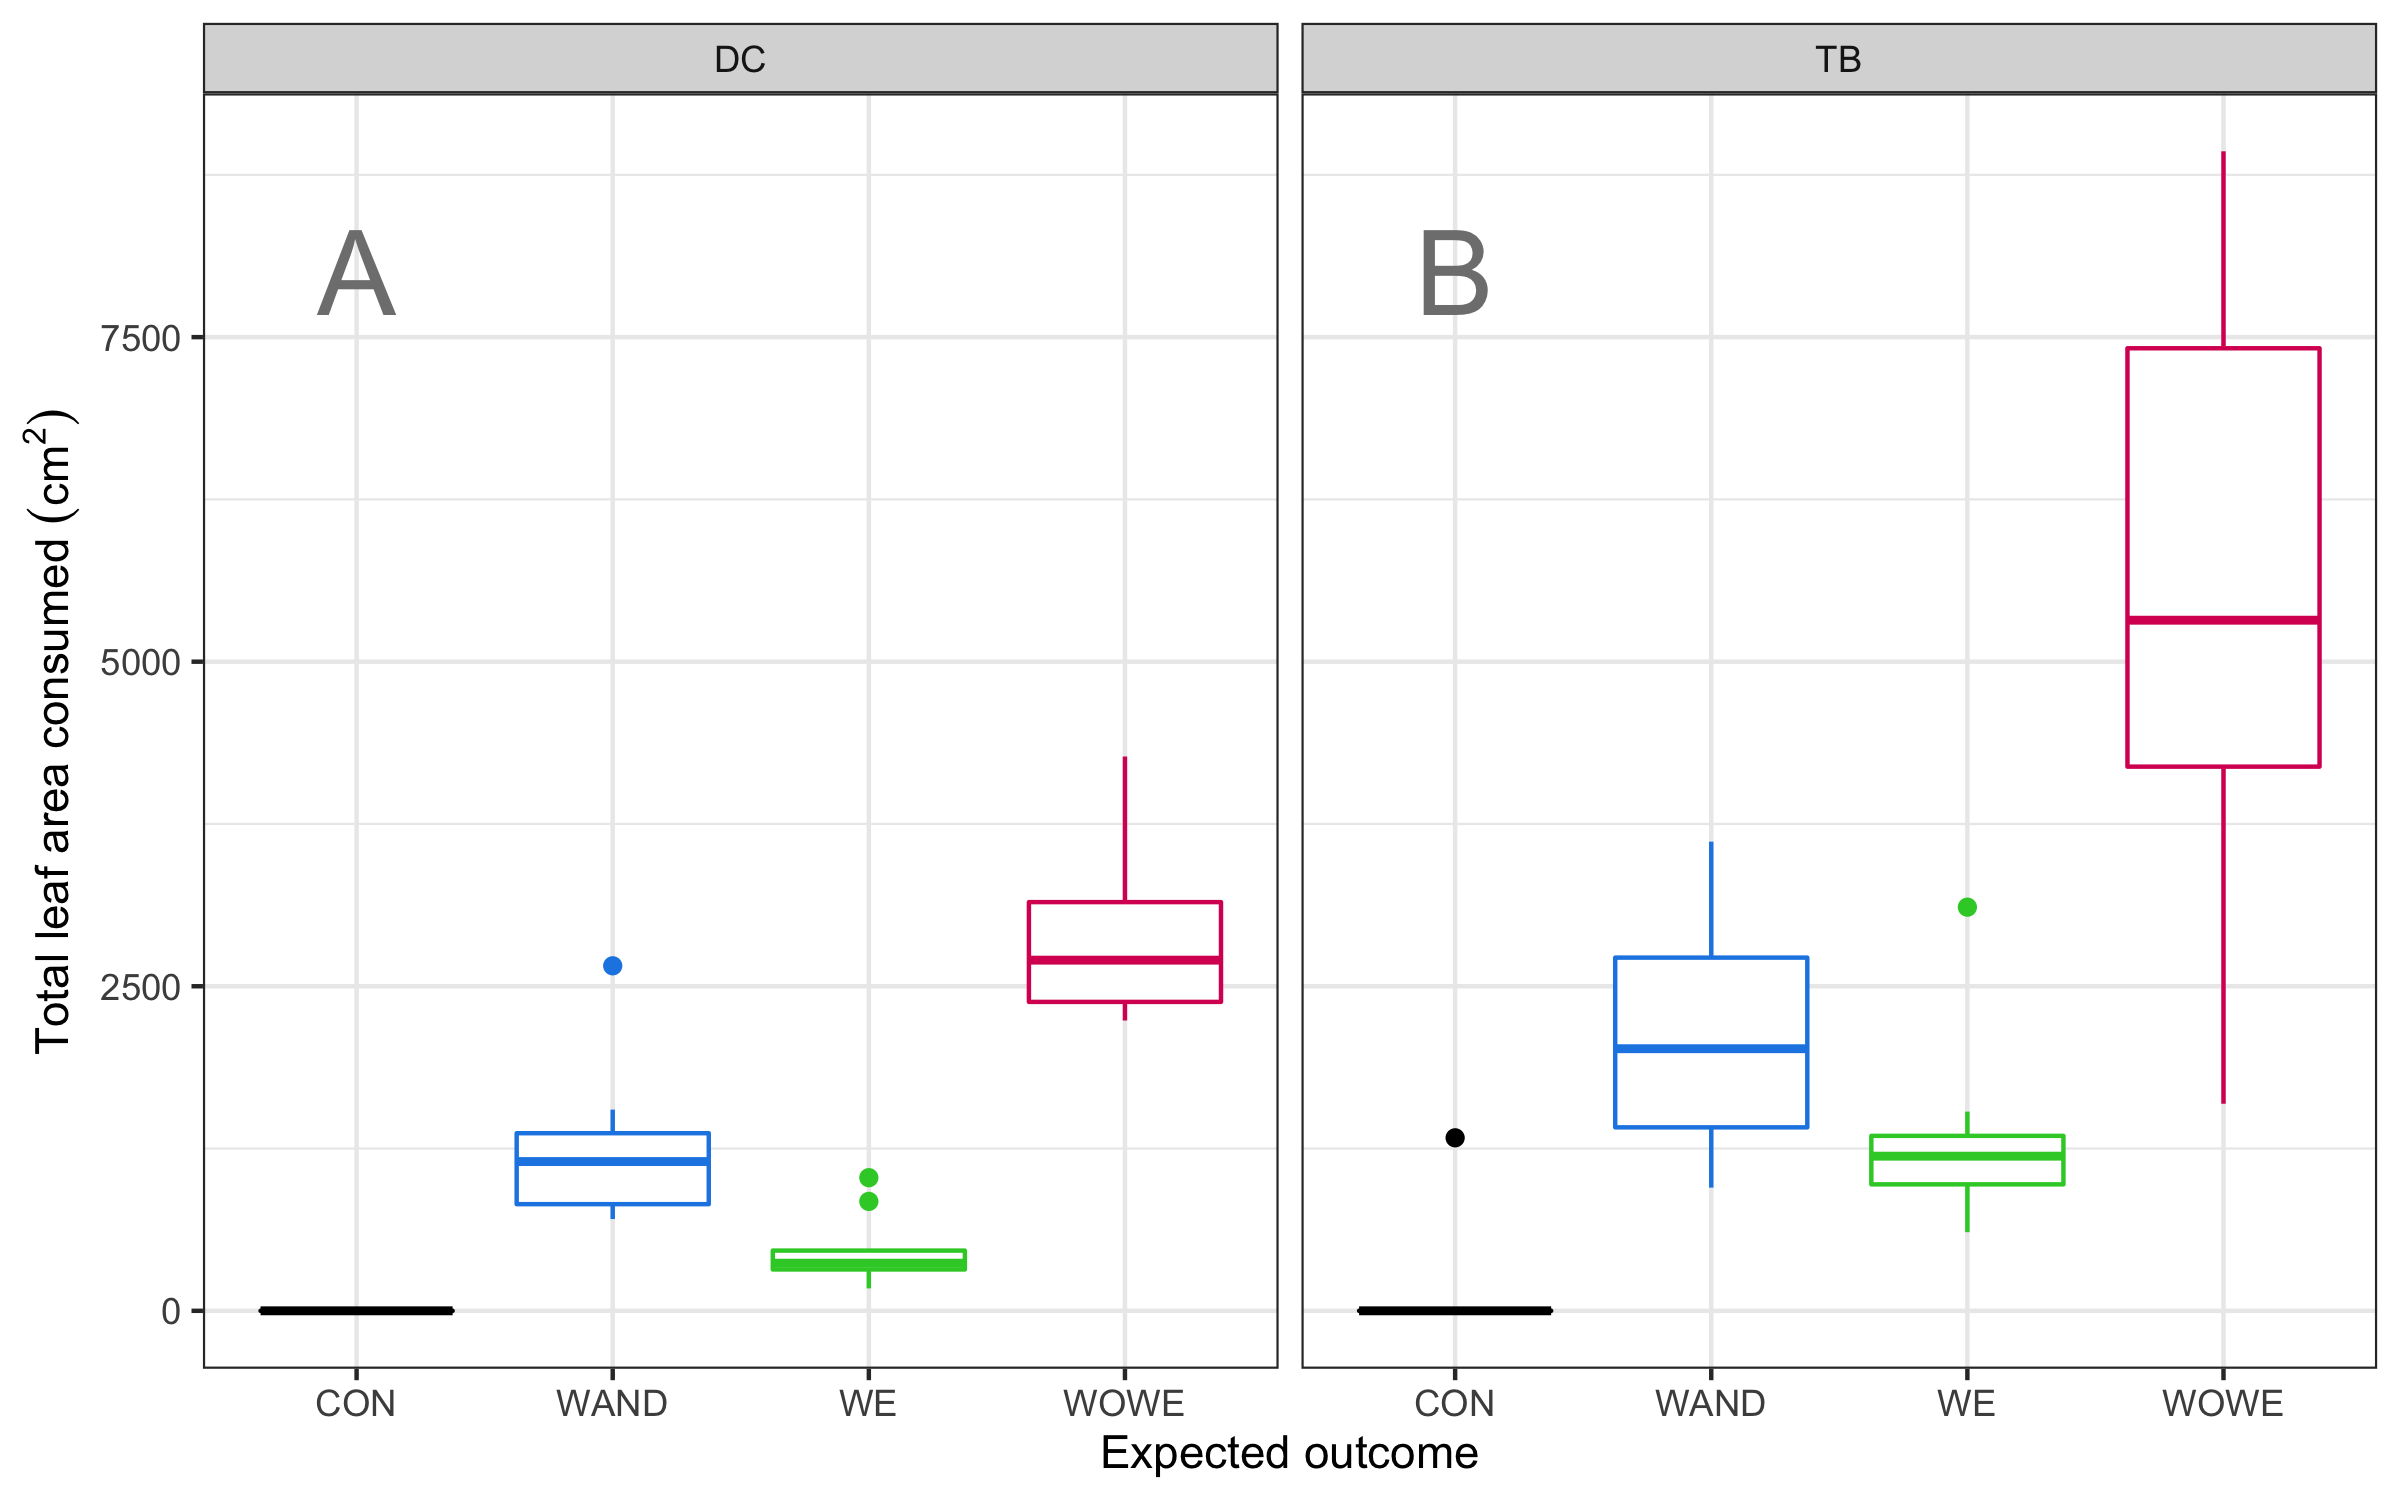 DC
TB
A
B
7500
5000
2500
0
Total leaf area consumed (cm²)
CON WAND WE WOWE
CON WAND WE WOWE
Expected outcome